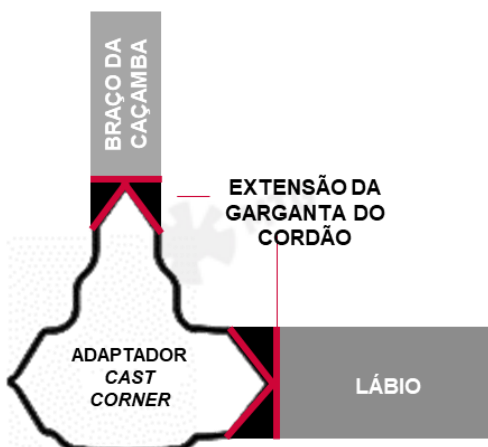 BRAÇO DA
CAÇAMBA
EXTENSÃO DA
GARGANTA DO
CORDÃO
ADAPTADOR
CAST
CORNER
LÁBIO